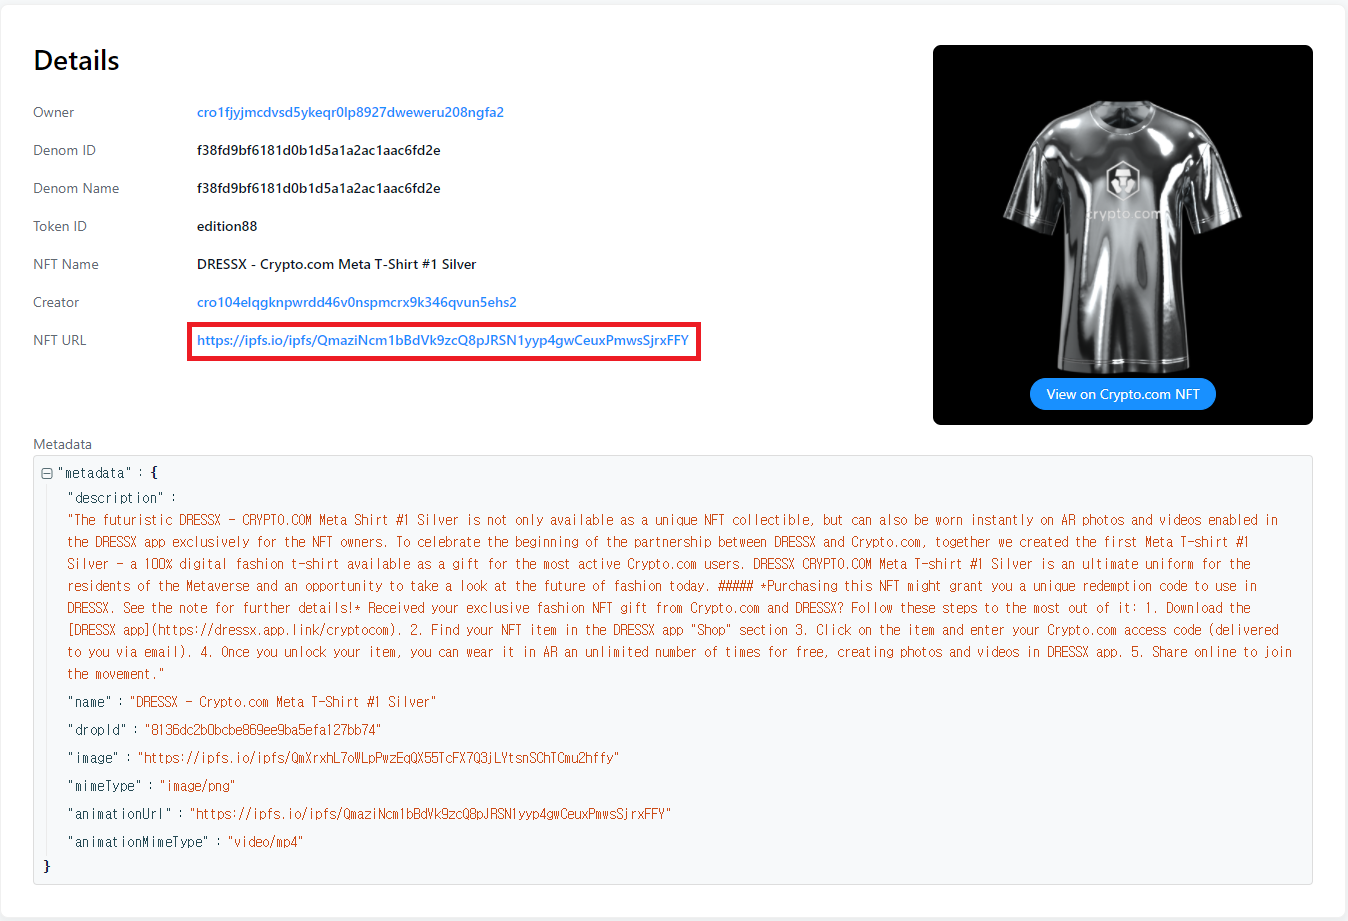 Details
Owner cro1fjyjmcdvsd5ykeqr0lp8927dweweru208ngfa2
Denom ID f38fd9bf6181d0b1d5a1a2ac1aac6fd2e
Denom Name f38fd9bf6181d0b1d5a1a2ac1aac6fd2e
Token ID edition88
NFT Name DRESSX - Crypto.com Meta T-Shirt #1 Silver
Creator cro104elqgknpwrdd46v0nspmcrx9k346qvun5ehs2
NFT URL https://ipfs.io/ipfs/QmaziNcm1bBdVk9zcQ8pJRSN1yyp4gwCeuxPmwsSjrxFFY
crypto.com
View on Crypto.com NFT
Metadata
"metadata" : {
"description" :
"The futuristic DRESSX - CRYPTO.COM Meta Shirt #1 Silver is not only available as a unique NFT collectible, but can also be worn instantly on AR photos and videos enabled in
the DRESSX app exclusively for the NFT owners. To celebrate the beginning of the partnership between DRESSX and Crypto.com, together we created the first Meta T-shirt #1
Silver - a 100% digital fashion t-shirt available as a gift for the most active Crypto.com users. DRESSX CRYPTO.COM Meta T-shirt #1 Silver is an ultimate uniform for the
residents of the Metaverse and an opportunity to take a look at the future of fashion today. ##### *Purchasing this NFT might grant you a unique redemption code to use in
DRESSX. See the note for further details!* Received your exclusive fashion NFT gift from Crypto.com and DRESSX? Follow these steps to the most out of it: 1. Download the
[DRESSX app](https://dressx.app.link/cryptocom). 2. Find your NFT item in the DRESSX app "Shop" section 3. Click on the item and enter your Crypto.com access code (delivered
to you via email). 4. Once you unlock your item, you can wear it in AR an unlimited number of times for free, creating photos and videos in DRESSX app. 5. Share online to join
the movement."
"name" : "DRESSX - Crypto.com Meta T-Shirt #1 Silver"
"dropId" : "8136dc2b0bcbe869ee9ba5efa127bb74"
"image" : "https://ipfs.io/ipfs/QmXrxhL7oWLpPwzEqQX55TcFX7Q3jLYtsnSChTCmu2hffy"
"mimeType" : "image/png"
"animationUrl" : "https://ipfs.io/ipfs/QmaziNcm1bBdVk9zcQ8pJRSN1yyp4gwCeuxPmwsSjrxFFY"
"animationMimeType" : "video/mp4"
}